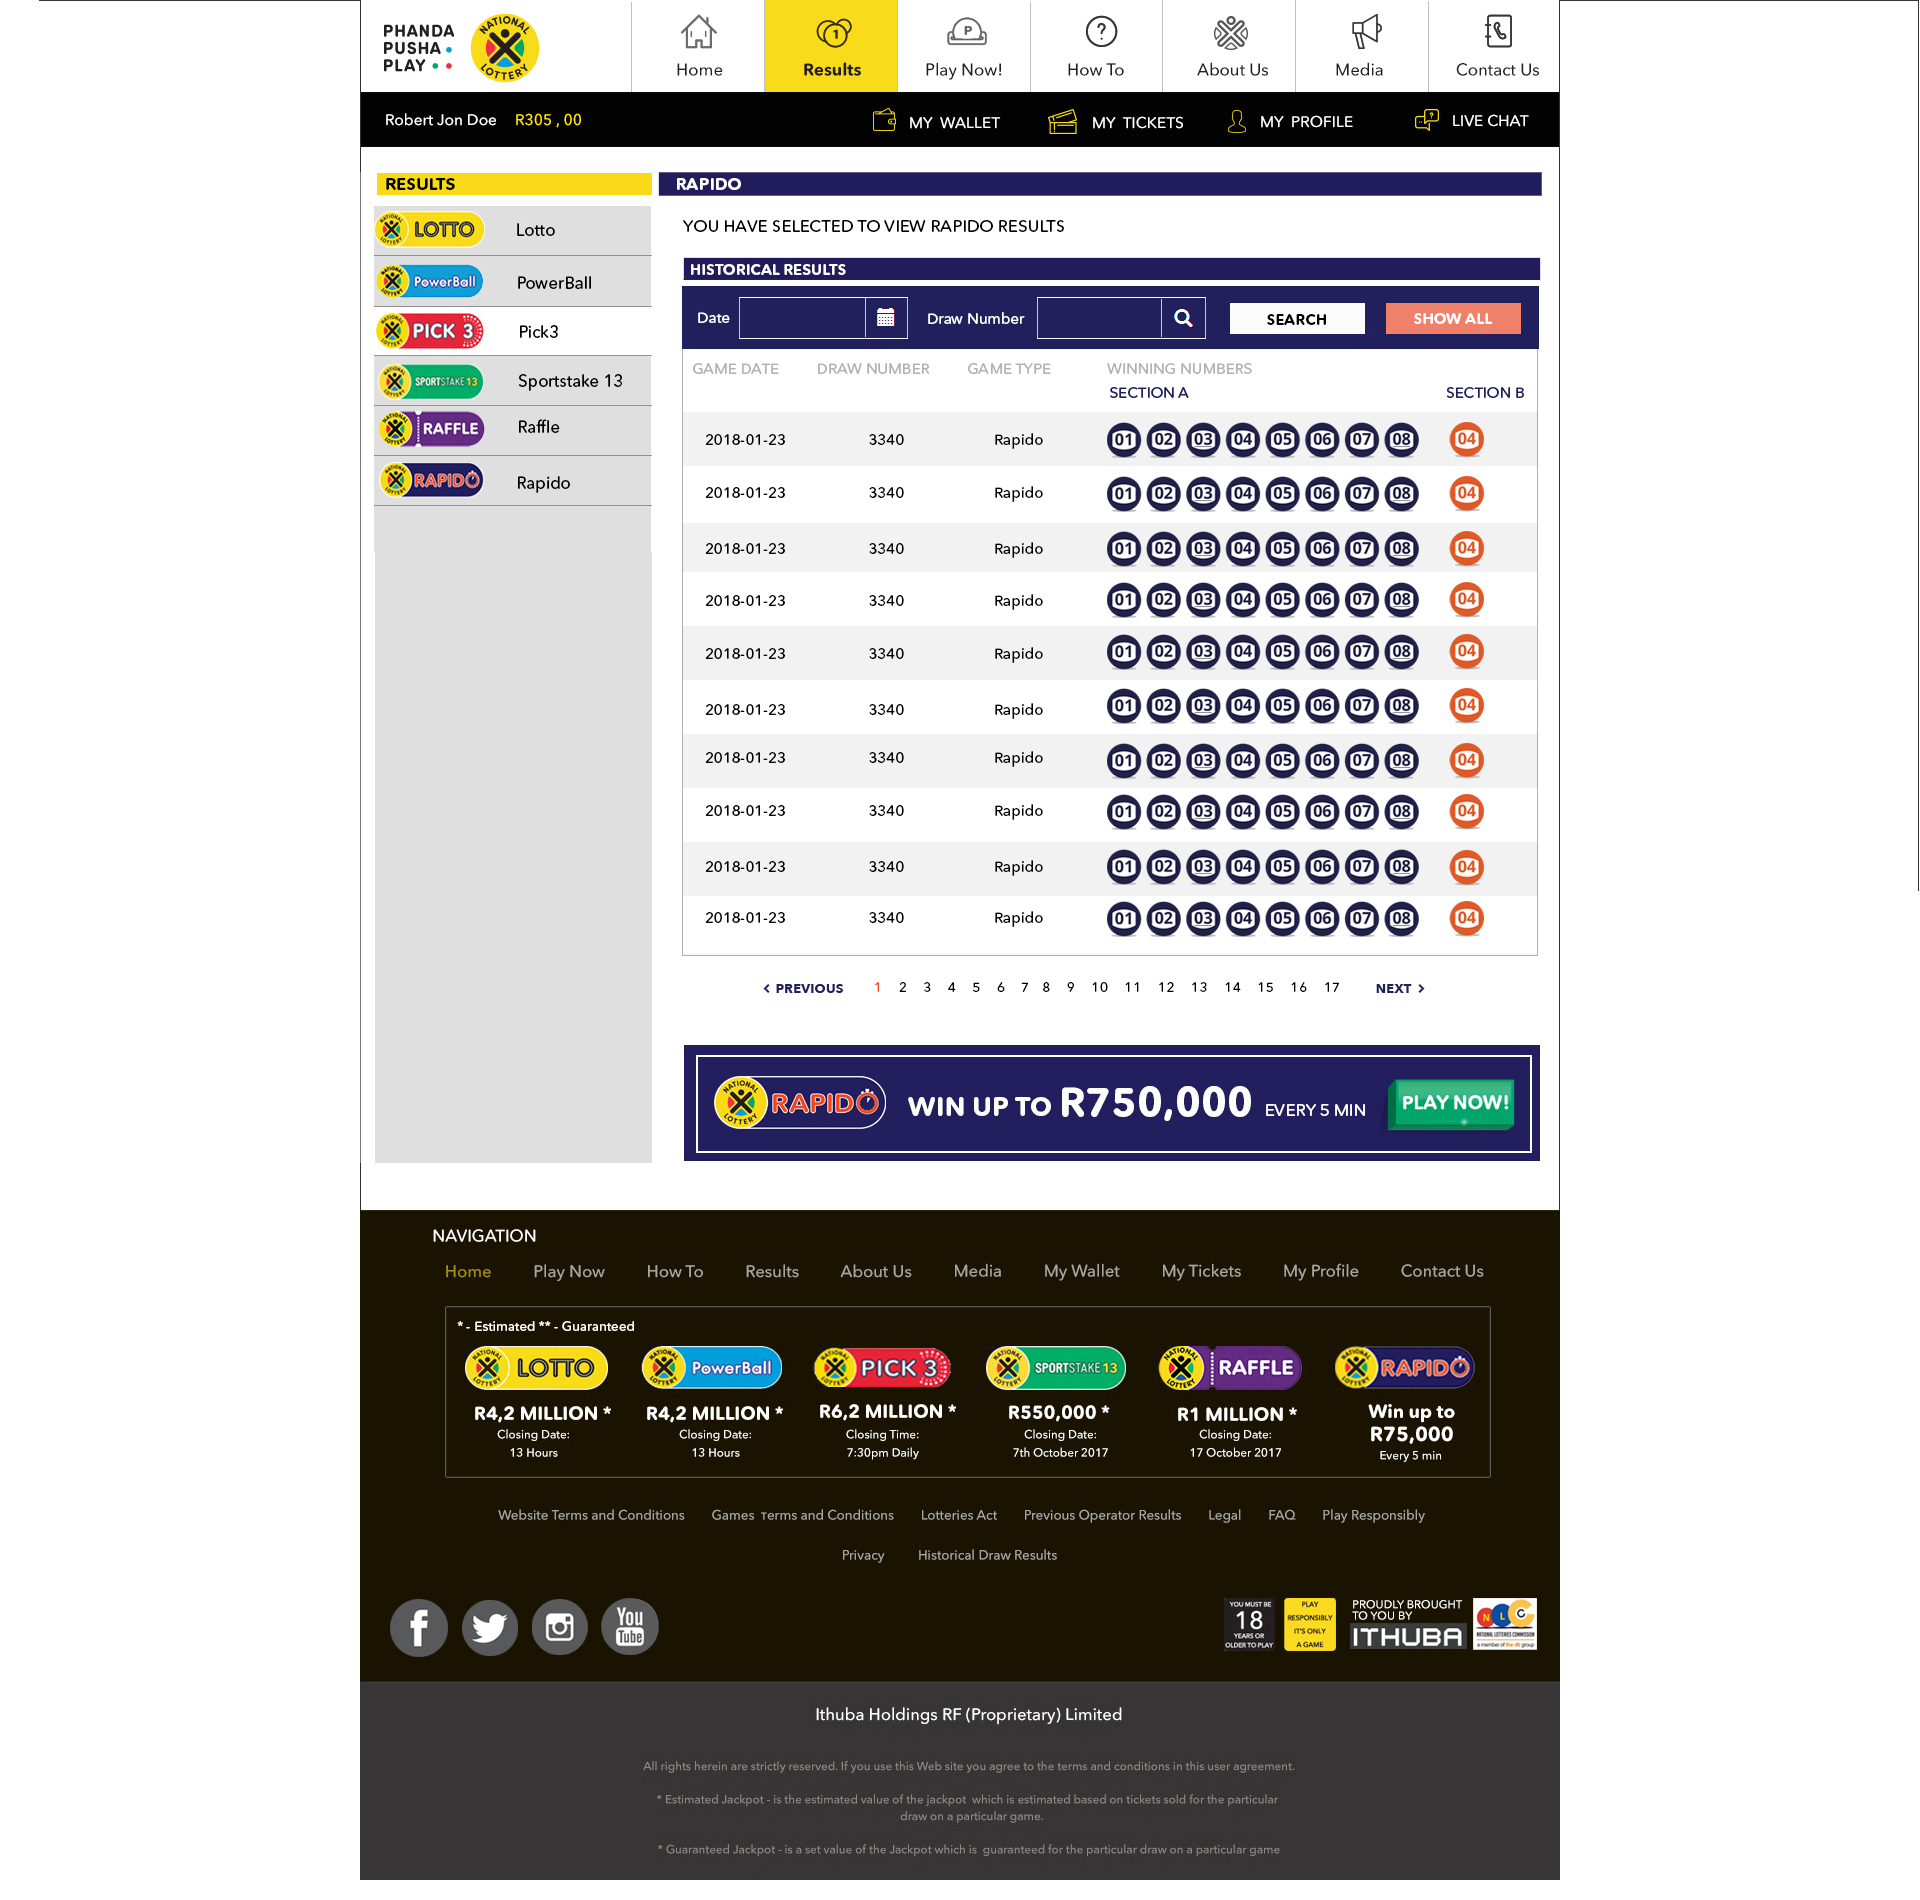 PHANDA
PUSHA
PLAY
NATIONAL
LOTTERY
Home
1
Results
P
Play Now!
?
How To
About Us
Media
Contact Us
Robert Jon Doe R305 , 00
MY WALLET
MY TICKETS
MY PROFILE
LIVE CHAT
RESULTS
LOTTO Lotto
PowerBall PowerBall
PICK 3 Pick3
SPORTSTAKE 13 Sportstake 13
RAFFLE Raffle
RAPIDO Rapido
RAPIDO
YOU HAVE SELECTED TO VIEW RAPIDO RESULTS
HISTORICAL RESULTS
Date Draw Number SEARCH SHOW ALL
GAME DATE DRAW NUMBER GAME TYPE WINNING NUMBERS
SECTION A SECTION B
2018-01-23 3340 Rapido 01 02 03 04 05 06 07 08 04
2018-01-23 3340 Rapido 01 02 03 04 05 06 07 08 04
2018-01-23 3340 Rapido 01 02 03 04 05 06 07 08 04
2018-01-23 3340 Rapido 01 02 03 04 05 06 07 08 04
2018-01-23 3340 Rapido 01 02 03 04 05 06 07 08 04
2018-01-23 3340 Rapido 01 02 03 04 05 06 07 08 04
2018-01-23 3340 Rapido 01 02 03 04 05 06 07 08 04
2018-01-23 3340 Rapido 01 02 03 04 05 06 07 08 04
2018-01-23 3340 Rapido 01 02 03 04 05 06 07 08 04
2018-01-23 3340 Rapido 01 02 03 04 05 06 07 08 04
PREVIOUS 1 2 3 4 5 6 7 8 9 10 11 12 13 14 15 16 17 NEXT
NATIONAL LOTTERY RAPIDO WIN UP TO R750,000 EVERY 5 MIN PLAY NOW!
NAVIGATION
Home Play Now How To Results About Us Media My Wallet My Tickets My Profile Contact Us
* - Estimated ** - Guaranteed
LOTTO PowerBall PICK 3 SPORTSTAKE 13 RAFFLE RAPIDO
R4,2 MILLION *
Closing Date:
13 Hours
R4,2 MILLION *
Closing Date:
13 Hours
R6,2 MILLION *
Closing Time:
7:30pm Daily
R550,000 *
Closing Date:
7th October 2017
R1 MILLION *
Closing Date:
17 October 2017
Win up to
R75,000
Every 5 min
Website Terms and Conditions Games Terms and Conditions Lotteries Act Previous Operator Results Legal FAQ Play Responsibly
Privacy Historical Draw Results
You
Tube
YOU MUST BE
18
YEARS OR
OLDER TO PLAY
PLAY
RESPONSIBLY
IT'S ONLY
A GAME
PROUDLY BROUGHT
TO YOU BY
ITHUBA
NLC
NATIONAL LOTTERIES COMMISSION
a member of the dti group
Ithuba Holdings RF (Proprietary) Limited
All rights herein are strictly reserved. If you use this Web site you agree to the terms and conditions in this user agreement.
* Estimated Jackpot - is the estimated value of the jackpot which is estimated based on tickets sold for the particular
draw on a particular game.
* Guaranteed Jackpot - is a set value of the Jackpot which is guaranteed for the particular draw on a particular game